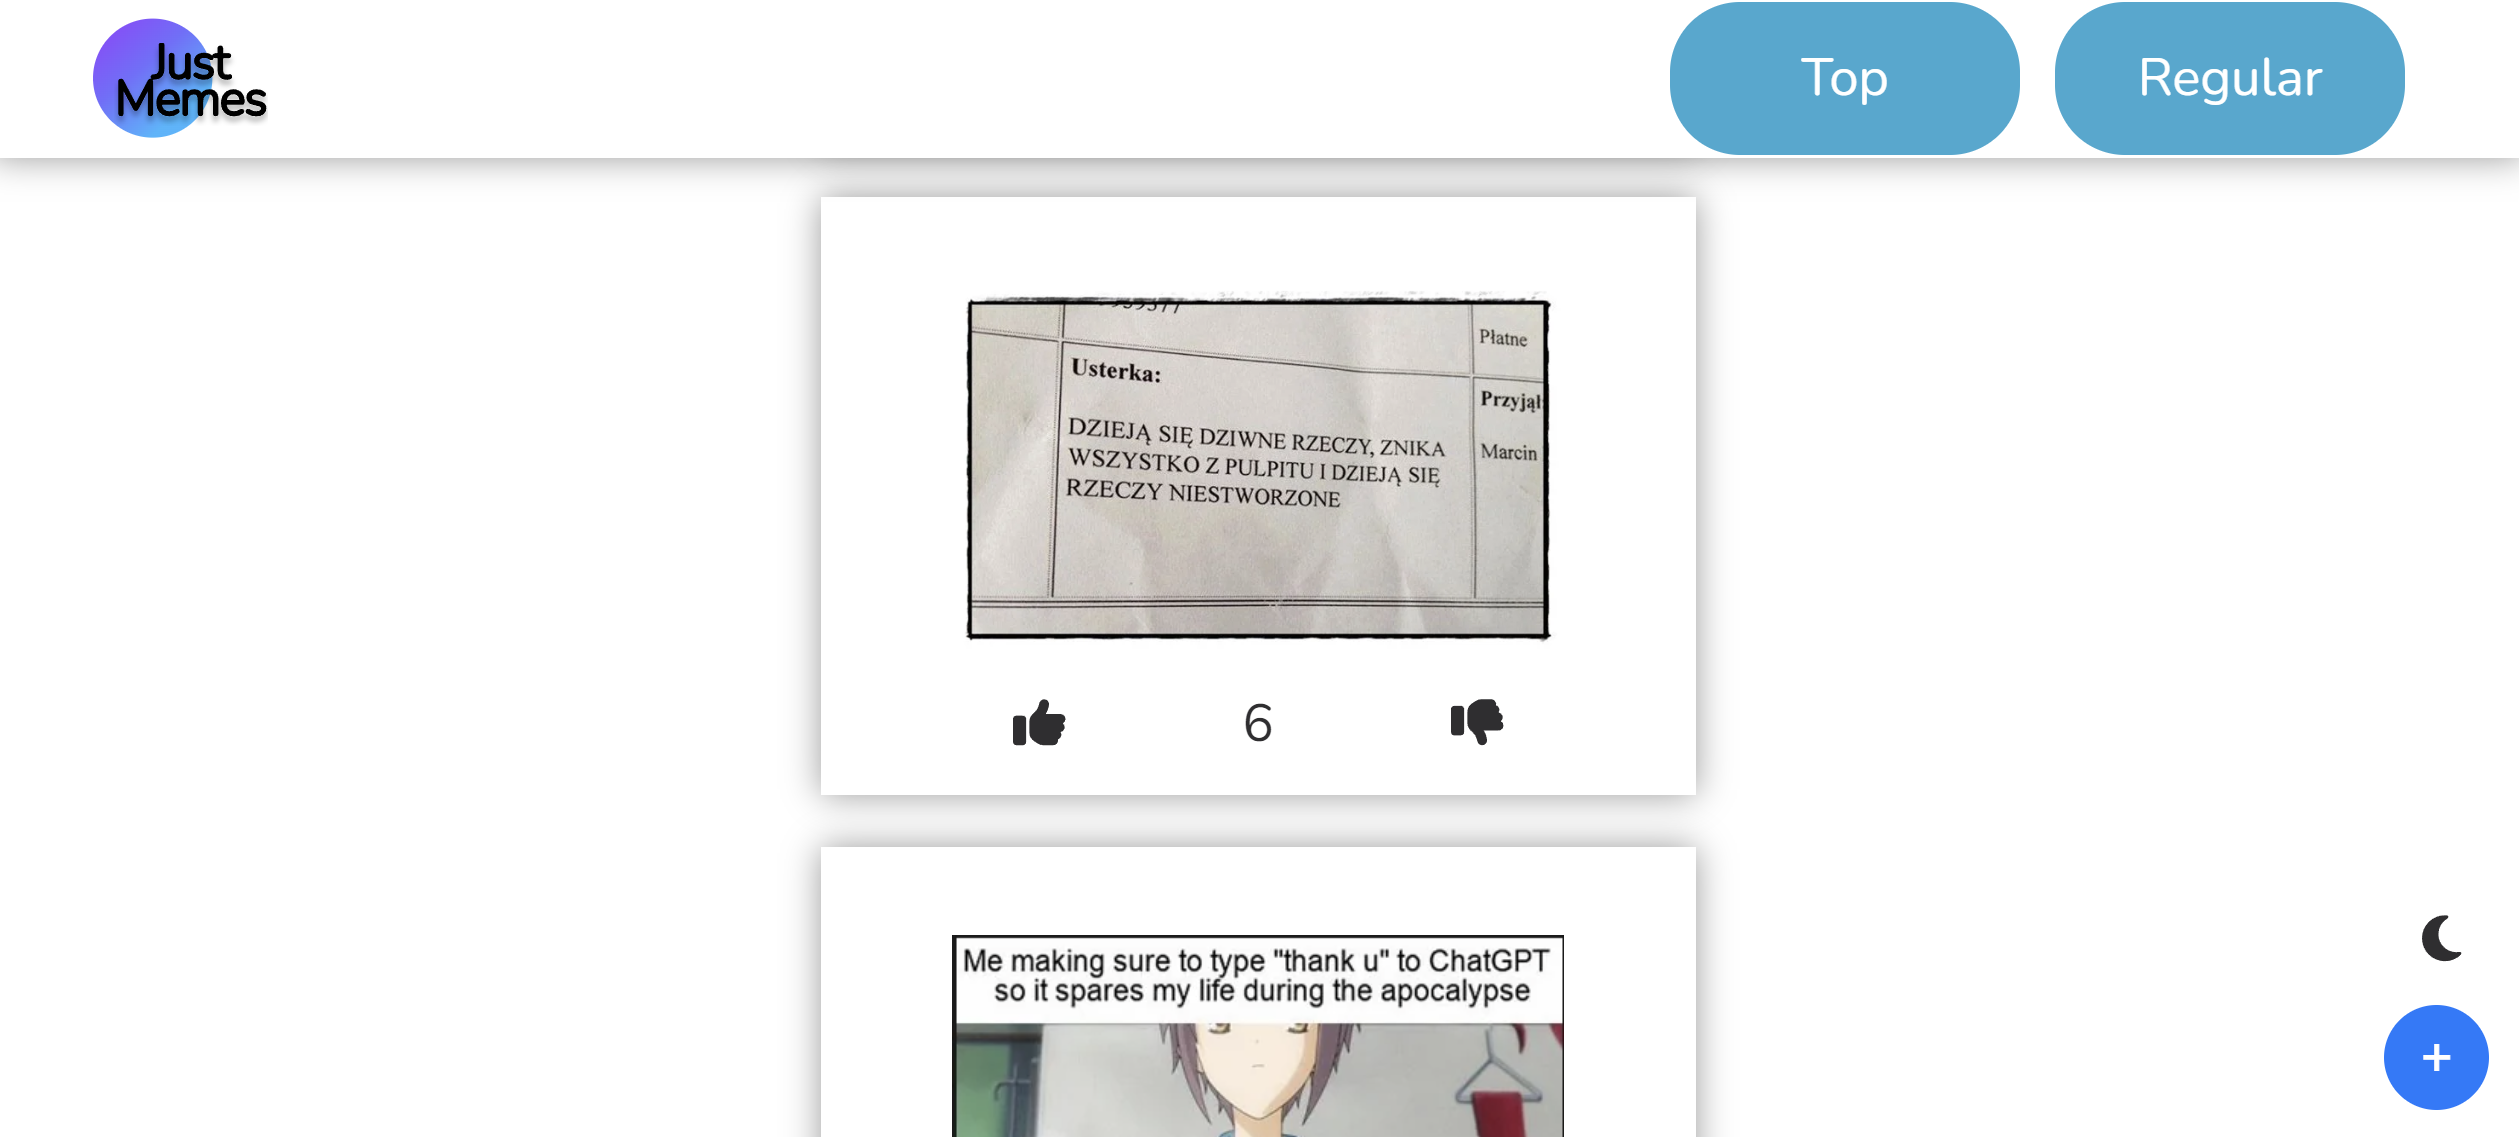 Just
Memes
Top
Regular
Płatne
Usterka:
Przyjął
DZIEJĄ SIĘ DZIWNE RZECZY, ZNIKA
WSZYSTKO Z PULPITU I DZIEJĄ SIĘ
RZECZY NIESTWORZONE
Marcin
6
Me making sure to type "thank u" to ChatGPT
so it spares my life during the apocalypse
+